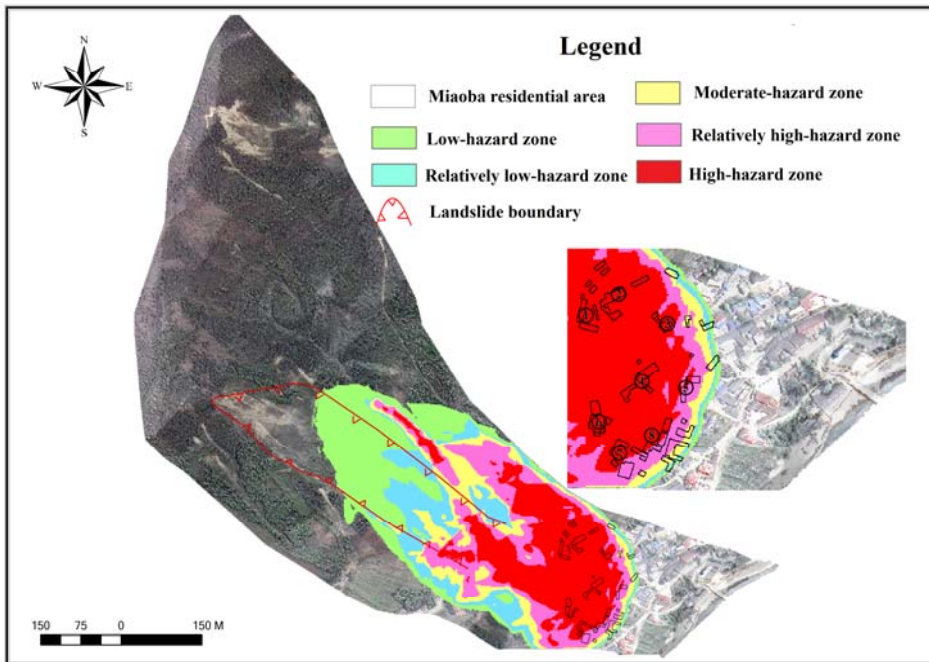 Legend
N
W
E
S
Miaoba residential area
Moderate-hazard zone
Low-hazard zone
Relatively high-hazard zone
Relatively low-hazard zone
High-hazard zone
Landslide boundary
150 75 0 150 M